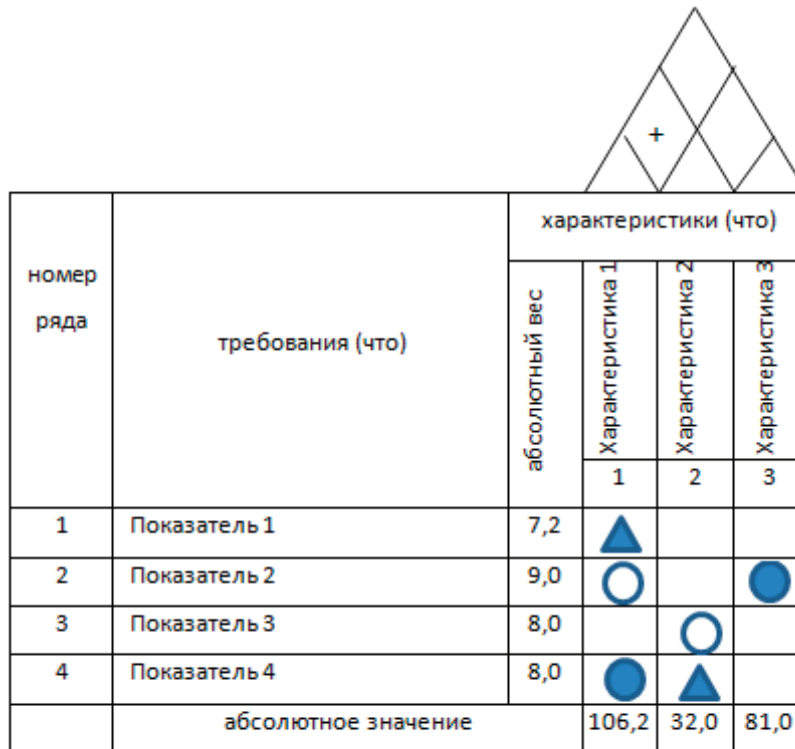 +
характеристики (что)
номер
ряда
требования (что)
абсолютный вес
Характеристика 1
Характеристика 2
Характеристика 3
1 2 3
1 Показатель 1 7,2
2 Показатель 2 9,0
3 Показатель 3 8,0
4 Показатель 4 8,0
абсолютное значение 106,2 32,0 81,0